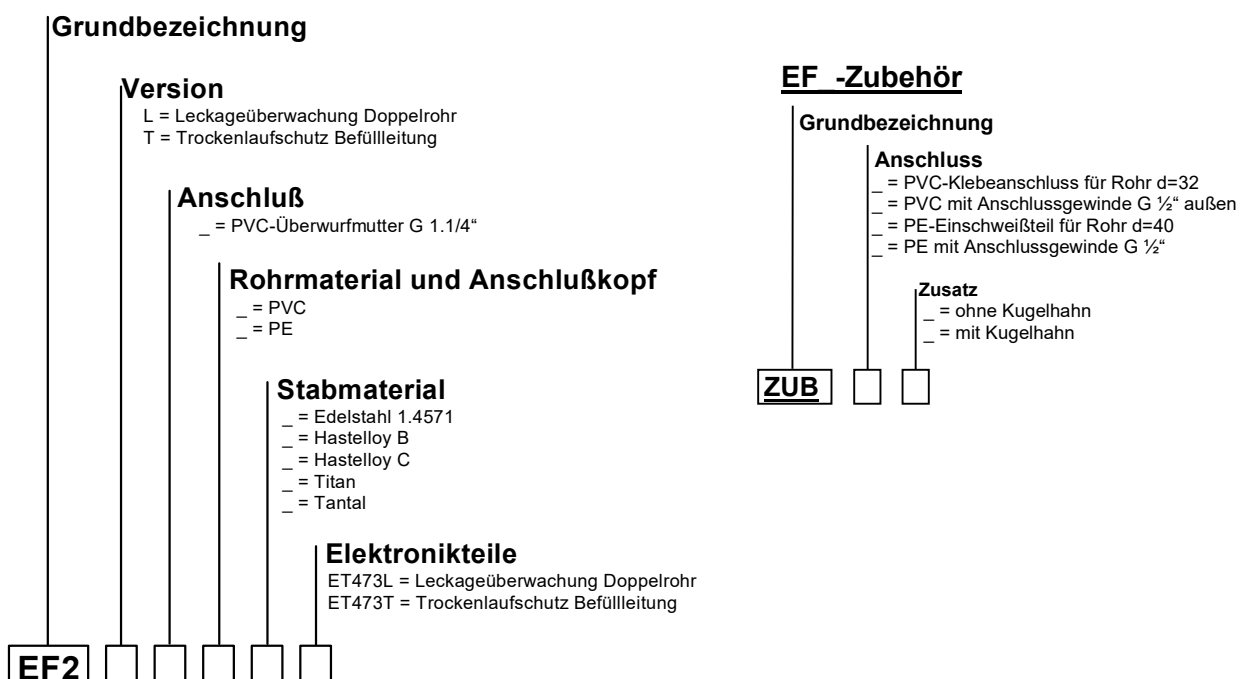 Grundbezeichnung
Version
L = Leckageüberwachung Doppelrohr
T = Trockenlaufschutz Befüllleitung
Anschluß
_ = PVC-Überwurfmutter G 1.1/4“
Rohrmaterial und Anschlußkopf
_ = PVC
_ = PE
Stabmaterial
_ = Edelstahl 1.4571
_ = Hastelloy B
_ = Hastelloy C
_ = Titan
_ = Tantal
Elektronikteile
ET473L = Leckageüberwachung Doppelrohr
ET473T = Trockenlaufschutz Befüllleitung
EF2
EF_-Zubehör
Grundbezeichnung
Anschluss
_ = PVC-Klebeanschluss für Rohr d=32
_ = PVC mit Anschlussgewinde G ½“ außen
_ = PE-Einschweißteil für Rohr d=40
_ = PE mit Anschlussgewinde G ½“
Zusatz
_ = ohne Kugelhahn
_ = mit Kugelhahn
ZUB